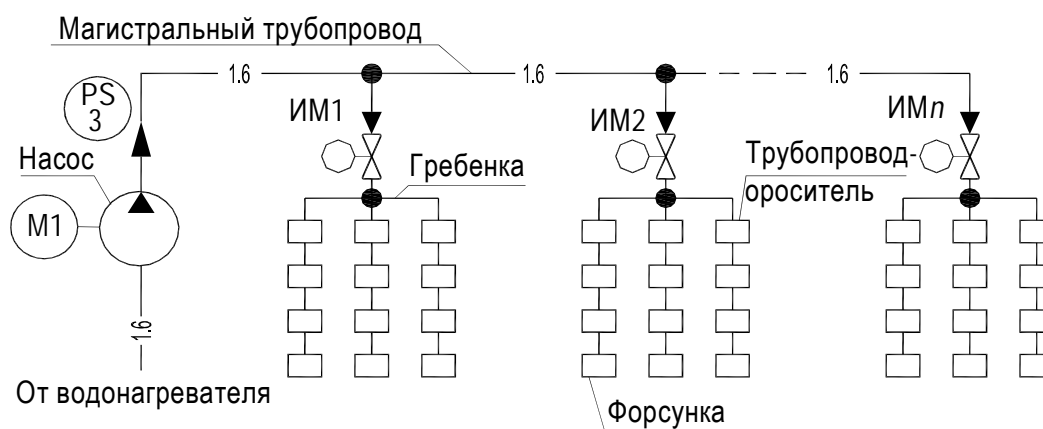 Магистральный трубопровод
1.6
1.6
1.6
PS
3
ИМ1
ИМ2
ИМn
Насос
Гребенка
Трубопровод-
ороситель
М1
1.6
От водонагревателя
Форсунка